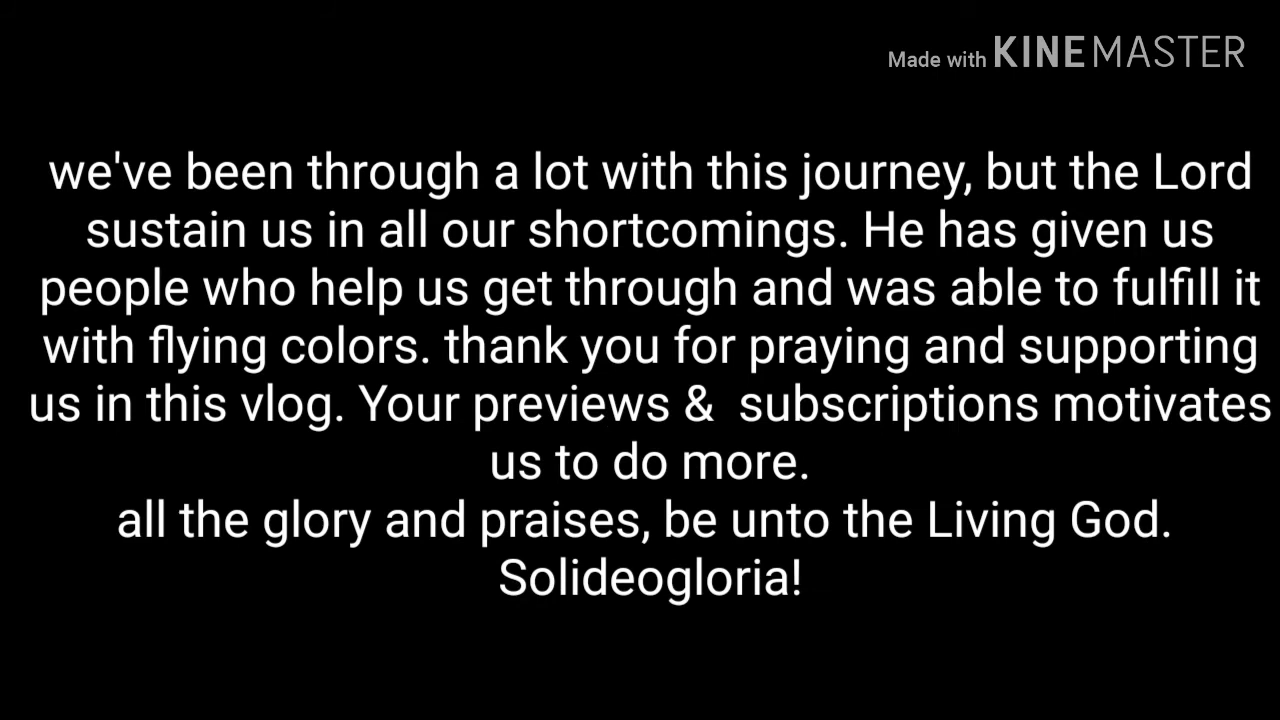 Made with KINEMASTER
we've been through a lot with this journey, but the Lord
sustain us in all our shortcomings. He has given us
people who help us get through and was able to fulfill it
with flying colors. thank you for praying and supporting
us in this vlog. Your previews &  subscriptions motivates
us to do more.
all the glory and praises, be unto the Living God.
Solideogloria!